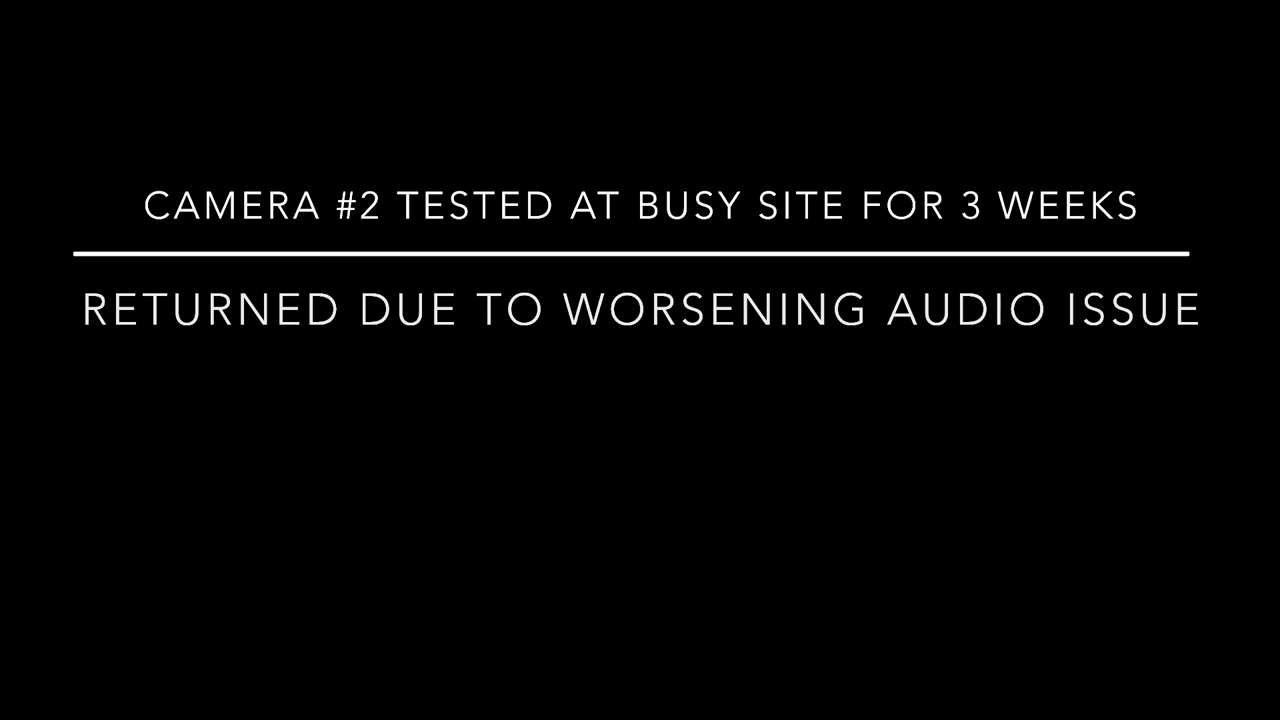 CAMERA #2 TESTED AT BUSY SITE FOR 3 WEEKS
RETURNED DUE TO WORSENING AUDIO ISSUE